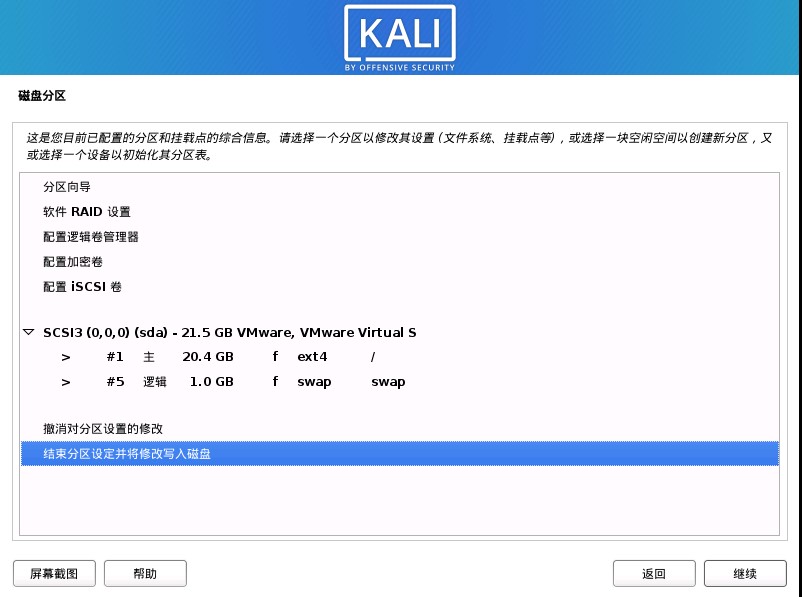 KALI
BY OFFENSIVE SECURITY
磁盘分区
这是您目前已配置的分区和挂载点的综合信息。请选择一个分区以修改其设置 (文件系统、挂载点等)，或选择一块空闲空间以创建新分区，又
或选择一个设备以初始化其分区表。
分区向导
软件 RAID 设置
配置逻辑卷管理器
配置加密卷
配置 iSCSI 卷
SCSI3 (0,0,0) (sda) - 21.5 GB VMware, VMware Virtual S
> #1 主 20.4 GB f ext4 /
> #5 逻辑 1.0 GB f swap swap
撤消对分区设置的修改
结束分区设定并将修改写入磁盘
屏幕截图 帮助 返回 继续